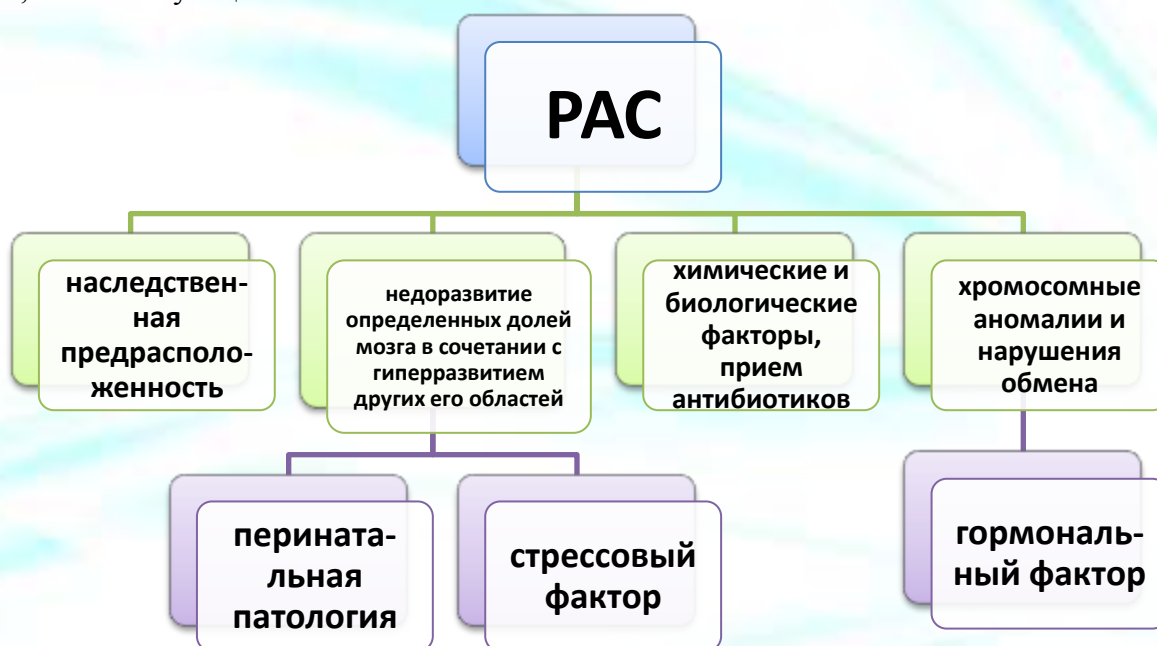 РАС
наследствен-
ная
предрасполо-
женность
недоразвитие
определенных долей
мозга в сочетании с
гиперразвитием
других его областей
химические и
биологические
факторы,
прием
антибиотиков
хромосомные
аномалии и
нарушения
обмена
перината-
льная
патология
стрессовый
фактор
гормональ-
ный фактор